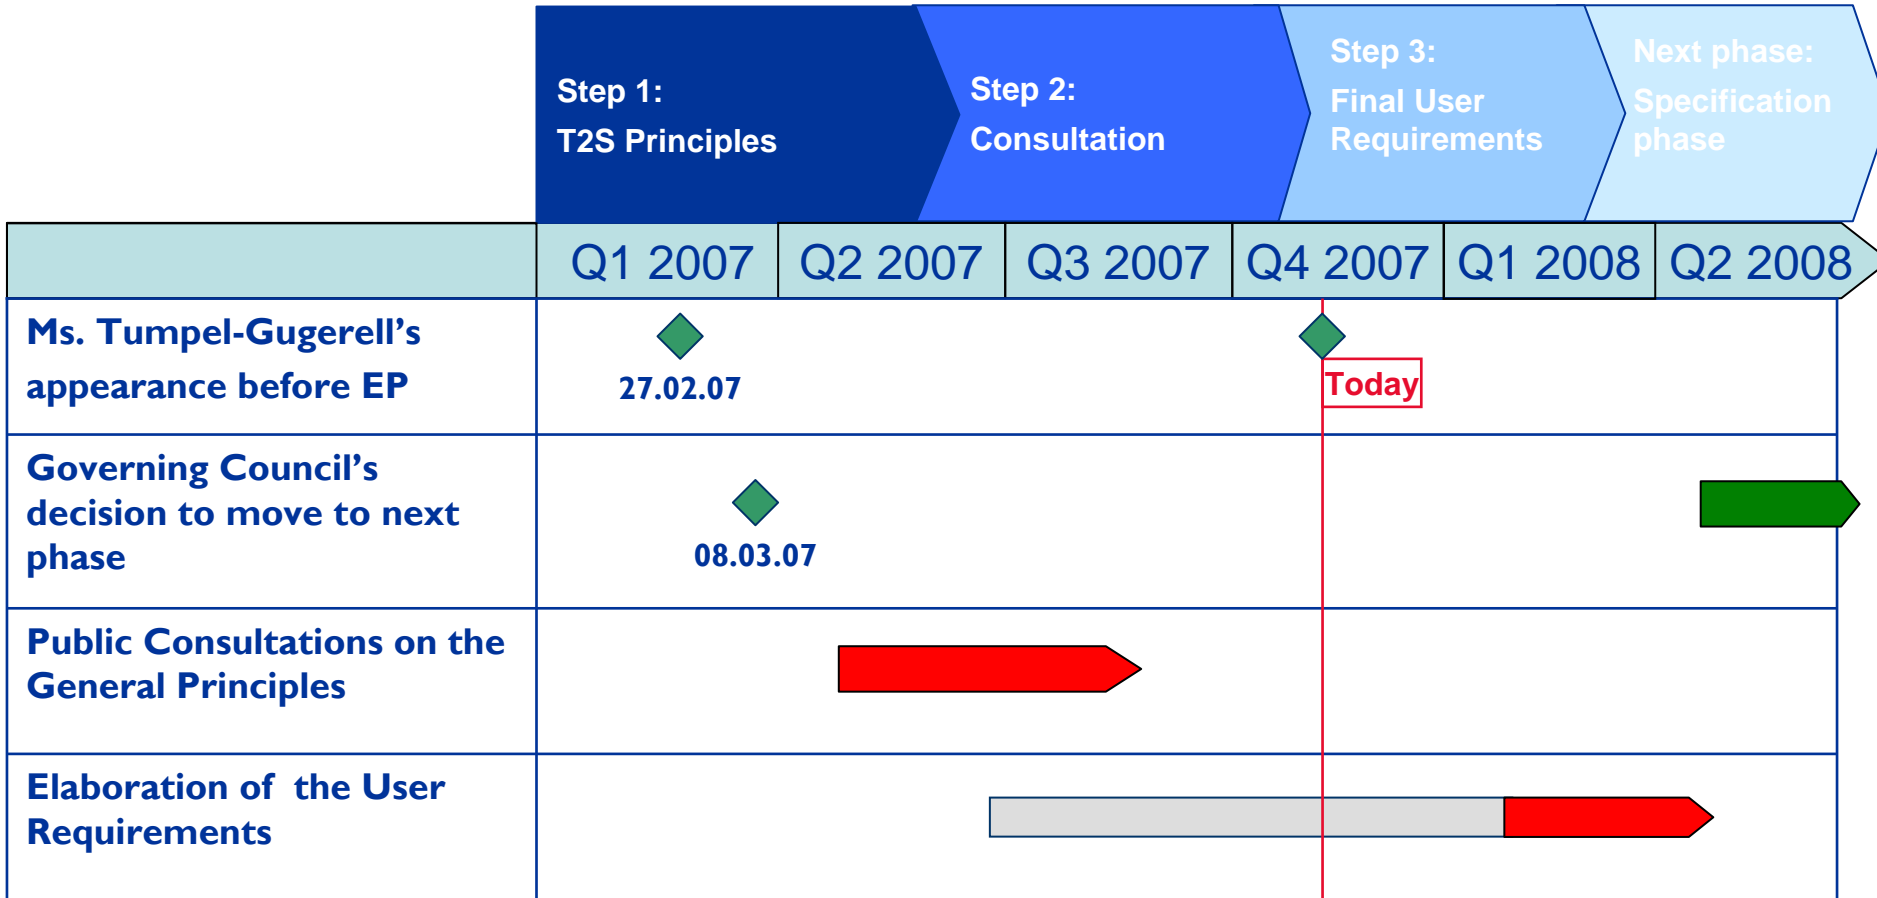 Step 1:
T2S Principles
Step 2:
Consultation
Step 3:
Final User
Requirements
Next phase:
Specification
phase
Q1 2007
Q2 2007
Q3 2007
Q4 2007
Q1 2008
Q2 2008
Ms. Tumpel-Gugerell’s
appearance before EP
27.02.07
Today
Governing Council’s
decision to move to next
phase
08.03.07
Public Consultations on the
General Principles
Elaboration of the User
Requirements